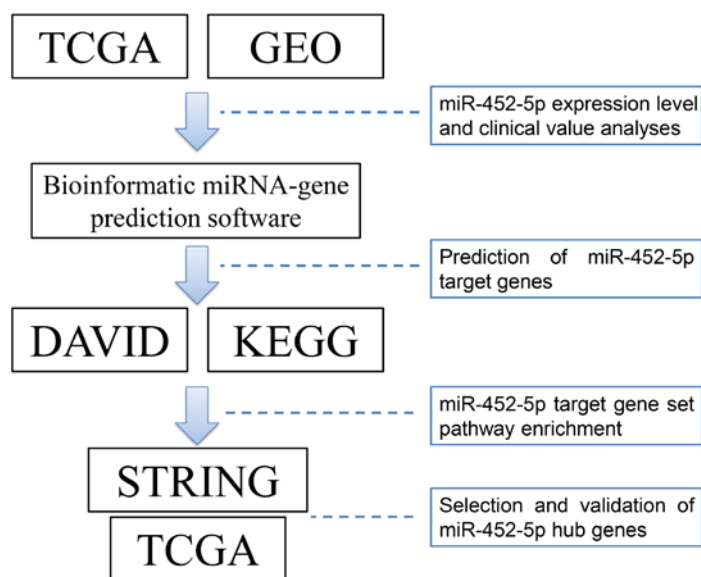 TCGA
GEO
miR-452-5p expression level
and clinical value analyses
Bioinformatic miRNA-gene
prediction software
Prediction of miR-452-5p
target genes
DAVID
KEGG
miR-452-5p target gene set
pathway enrichment
STRING
Selection and validation of
miR-452-5p hub genes
TCGA